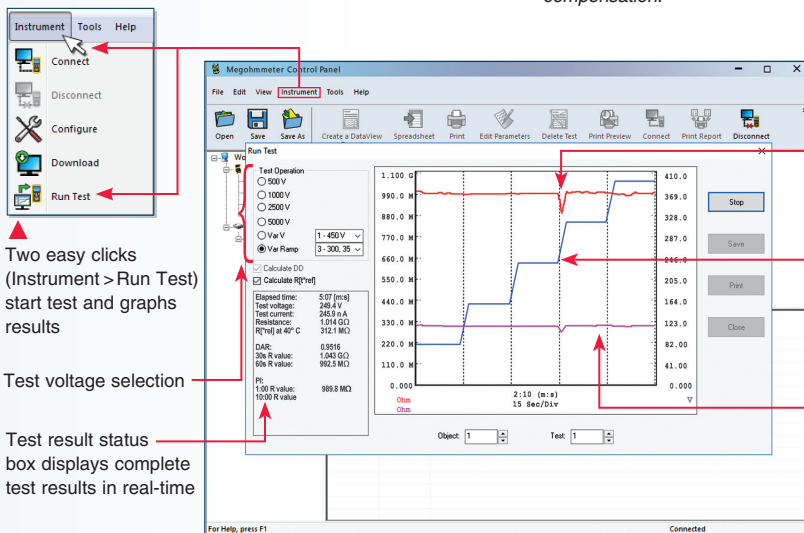 compensation.
Instrument Tools Help
Connect
Disconnect
Configure
Download
Run Test
Two easy clicks
(Instrument > Run Test)
start test and graphs
results
Test voltage selection
Test result status
box displays complete
test results in real-time
Megohmmeter Control Panel
File Edit View Instrument Tools Help
Open Save Save As Create a DataView Spreadsheet Print Edit Parameters Delete Test Print Preview Connect Print Report Disconnect
Run Test
Test Operation
500 V
1000 V
2500 V
5000 V
Var V 1 - 450 V
Var Ramp 3 - 300, 35
Calculate DD
Calculate R[t°ref]
Elapsed time: 5:07 [m:s]
Test voltage: 249.4 V
Test current: 245.9 n A
Resistance: 1.014 GΩ
R[°ref] at 40° C 312.1 MΩ
DAR: 0.9516
30s R value: 1.043 GΩ
60s R value: 992.5 MΩ
PI:
1:00 R value: 989.8 MΩ
10:00 R value
1.100 G
990.0 M
880.0 M
770.0 M
660.0 M
550.0 M
440.0 M
330.0 M
220.0 M
110.0 M
0.000
Ohm
Ohm
2:10 (m:s)
15 Sec/Div
410.0
369.0
328.0
287.0
246.0
205.0
164.0
123.0
82.00
41.00
0.000
V
Stop
Save
Print
Close
Object: 1 Test: 1
For Help, press F1 Connected